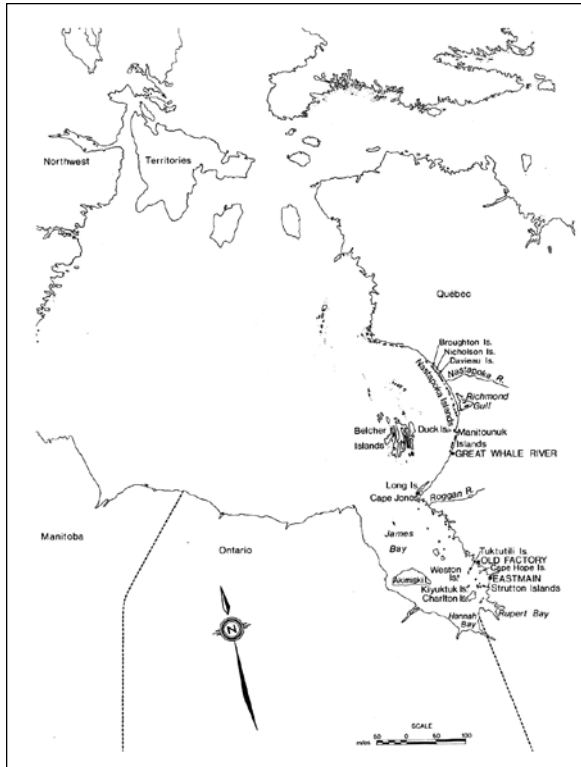 Northwest Territories
Québec
Broughton Is.
Nicholson Is.
Davieau Is.
Nastapoka R.
Nastapoka Islands
Richmond
Gulf
Belcher
Islands
Duck Is.
Manitounuk
Islands
GREAT WHALE RIVER
Long Is.
Cape Jones
Roggan R.
Manitoba
Ontario
James
Bay
Tuktutili Is.
OLD FACTORY
Cape Hope Is.
Weston
Is.
EASTMAIN
Akimiski
Kiyuktuk Is.
Strutton Islands
Charlton Is.
Hannah
Bay
Rupert Bay
N
SCALE
50 0 50 100
miles